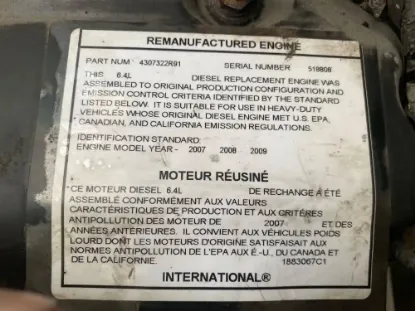 REMANUFACTURED ENGINE
PART NUM 4307322R91 SERIAL NUMBER 518806
THIS 6.4L DIESEL REPLACEMENT ENGINE WAS
ASSEMBLED TO ORIGINAL PRODUCTION CONFIGURATION AND
EMISSION CONTROL CRITERIA IDENTIFIED BY THE STANDARD
LISTED BELOW. IT IS SUITABLE FOR USE IN HEAVY-DUTY
VEHICLES WHOSE ORIGINAL DIESEL ENGINE MET U.S. EPA,
CANADIAN, AND CALIFORNIA EMISSION REGULATIONS.
IDENTIFICATION STANDARD:
ENGINE MODEL YEAR - 2007 2008 2009
MOTEUR RÉUSINÉ
CE MOTEUR DIESEL 6.4L DE RECHANGE A ÉTÉ
ASSEMBLÉ CONFORMÉMENT AUX VALEURS
CARACTÉRISTIQUES DE PRODUCTION ET AUX CRITÉRES
ANTIPOLLUTION DES MOTEUR DE 2007 ET DES
ANNÉES ANTÉRIEURES. IL CONVIENT AUX VÉHICULES POIDS
LOURD DONT LES MOTEURS D'ORIGINE SATISFAISAIT AUX
NORMES ANTIPOLLUTION DE L'EPA AUX É.-U., DU CANADA ET
DE LA CALIFORNIE. 1883067C1
INTERNATIONAL®